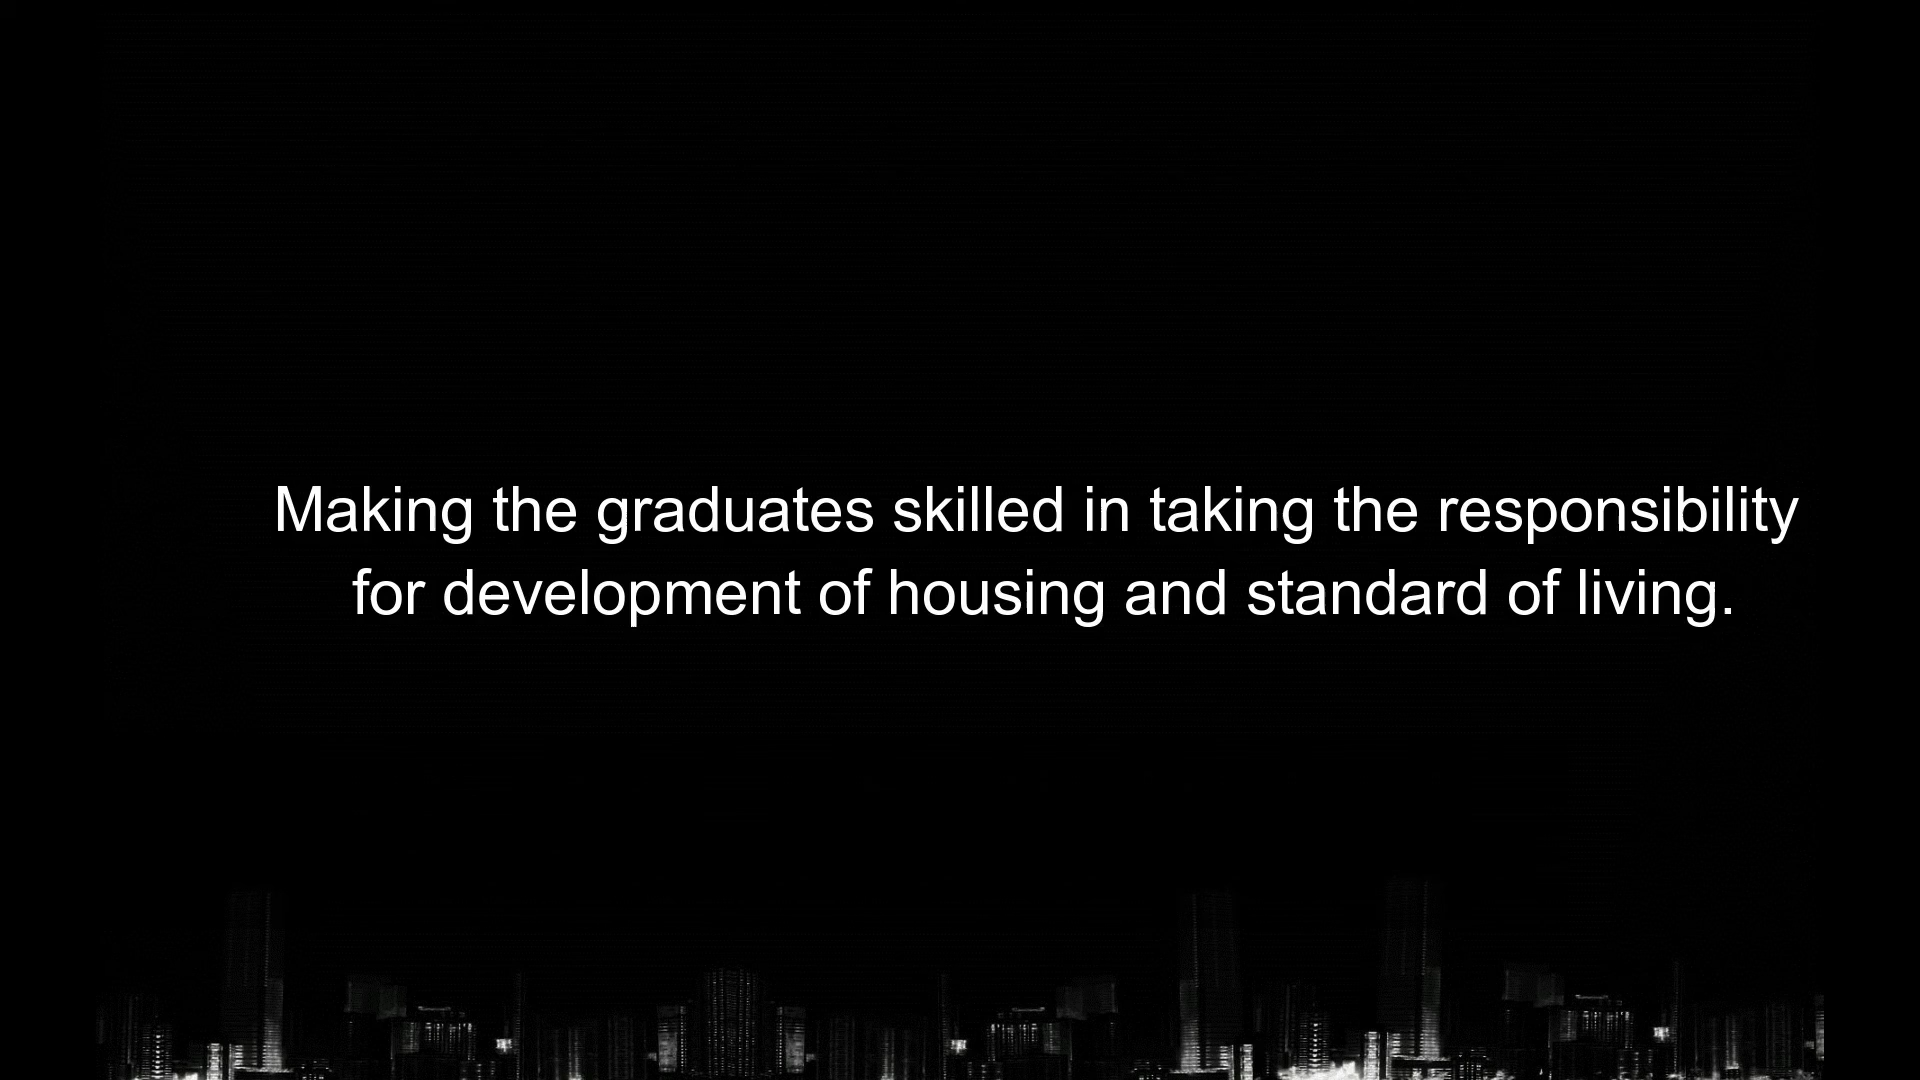 Making the graduates skilled in taking the responsibility
for development of housing and standard of living.